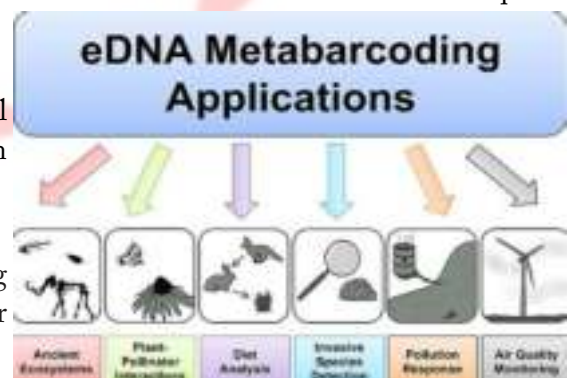 eDNA Metabarcoding
Applications
Ancient
Ecosystems
Plant-
Pollinator
Interactions
Diet
Analysis
Invasive
Species
Detection
Pollution
Response
Air Quality
Monitoring